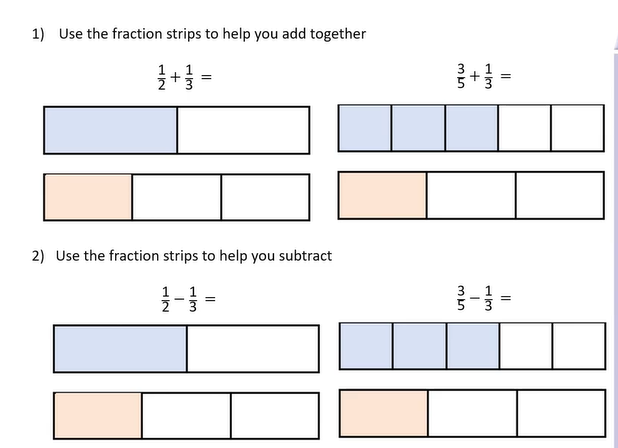 1) Use the fraction strips to help you add together
1/2 + 1/3 =
3/5 + 1/3 =
2) Use the fraction strips to help you subtract
1/2 − 1/3 =
3/5 − 1/3 =